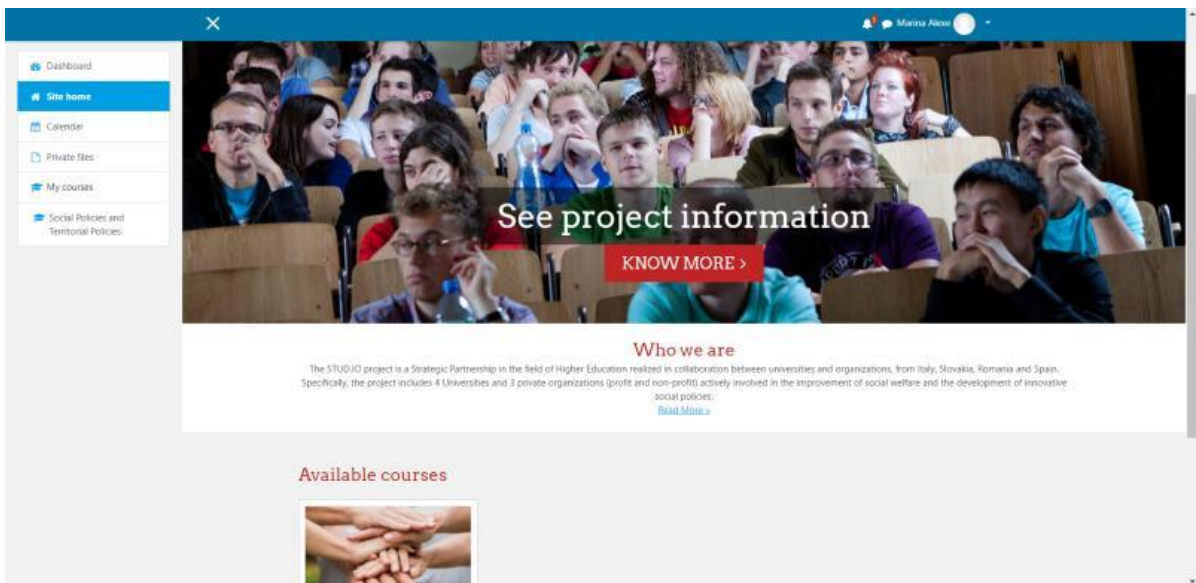 Marina Alexe
Dashboard
Site home
Calendar
Private files
My courses
Social Policies and
Territorial Policies
See project information
KNOW MORE >
Who we are
The STUD.IO project is a Strategic Partnership in the field of Higher Education realized in collaboration between universities and organizations, from Italy, Slovakia, Romania and Spain.
Specifically, the project includes 4 Universities and 3 private organizations (profit and non-profit) actively involved in the improvement of social welfare and the development of innovative
social policies.
Read More »
Available courses